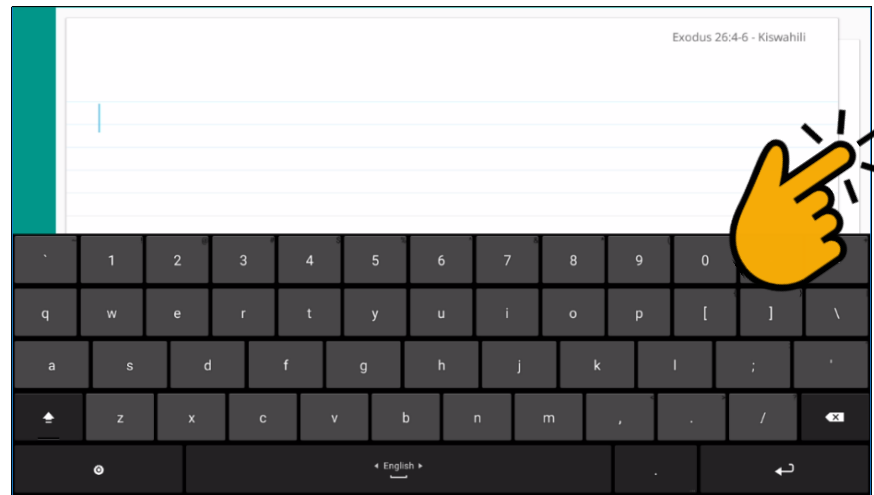 Exodus 26:4-6 - Kiswahili
` 1 2 3 4 5 6 7 8 9 0
q w e r t y u i o p [ ] \
a s d f g h j k l ; '
z x c v b n m , . /
English .